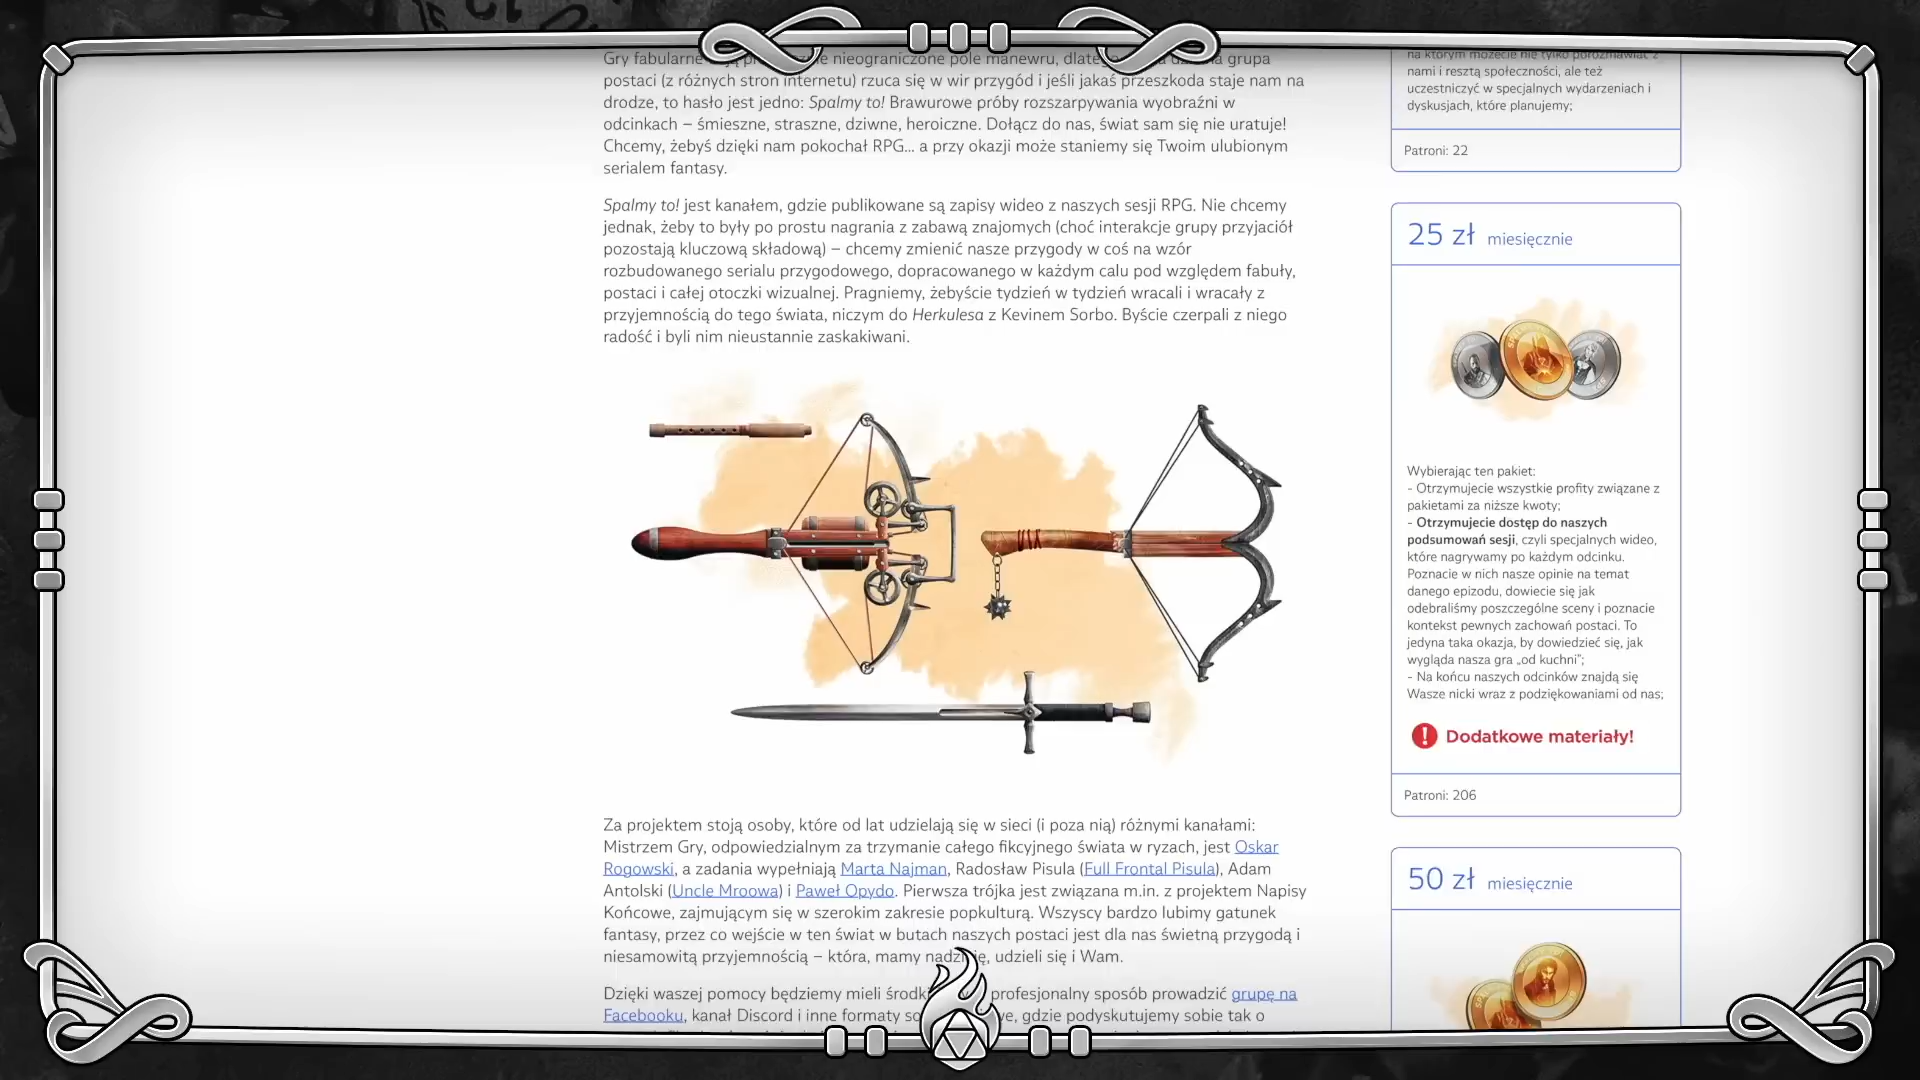 Gry fabularne nieograniczone pole manewru, grupa
postaci (z różnych stron internetu) rzuca się w wir przygód i jeśli jakaś przeszkoda staje nam na
drodze, to hasło jest jedno: Spalmy to! Brawurowe próby rozszarpywania wyobraźni w
odcinkach – śmieszne, straszne, dziwne, heroiczne. Dołącz do nas, świat sam się nie uratuje!
Chcemy, żebyś dzięki nam pokochał RPG... a przy okazji może staniemy się Twoim ulubionym
serialem fantasy.
Spalmy to! jest kanałem, gdzie publikowane są zapisy wideo z naszych sesji RPG. Nie chcemy
jednak, żeby to były po prostu nagrania z zabawą znajomych (choć interakcje grupy przyjaciół
pozostają kluczową składową) – chcemy zmienić nasze przygody w coś na wzór
rozbudowanego serialu przygodowego, dopracowanego w każdym calu pod względem fabuły,
postaci i całej otoczki wizualnej. Pragniemy, żebyście tydzień w tydzień wracali i wracały z
przyjemnością do tego świata, niczym do Herkulesa z Kevinem Sorbo. Byście czerpali z niego
radość i byli nim nieustannie zaskakiwani.
Za projektem stoją osoby, które od lat udzielają się w sieci (i poza nią) różnymi kanałami:
Mistrzem Gry, odpowiedzialnym za trzymanie całego fikcyjnego świata w ryzach, jest Oskar
Rogowski, a zadania wypełniają Marta Najman, Radosław Pisula (Full Frontal Pisula), Adam
Antolski (Uncle Mroowa) i Paweł Opydo. Pierwsza trójka jest związana m.in. z projektem Napisy
Końcowe, zajmującym się w szerokim zakresie popkulturą. Wszyscy bardzo lubimy gatunek
fantasy, przez co wejście w ten świat w butach naszych postaci jest dla nas świetną przygodą i
niesamowitą przyjemnością – która, mamy nadzieję, udzieli się i Wam.
Dzięki waszej pomocy będziemy mieli profesjonalny sposób prowadzić grupę na
Facebooku, kanał Discord i inne formaty gdzie podyskutujemy sobie tak o
na którym możecie nie tylko porozmawiać z
nami i resztą społeczności, ale też
uczestniczyć w specjalnych wydarzeniach i
dyskusjach, które planujemy;
Patroni: 22
25 zł miesięcznie
Wybierając ten pakiet:
- Otrzymujecie wszystkie profity związane z
pakietami za niższe kwoty;
- Otrzymujecie dostęp do naszych
podsumowań sesji, czyli specjalnych wideo,
które nagrywamy po każdym odcinku.
Poznacie w nich nasze opinie na temat
danego epizodu, dowiecie się jak
odebraliśmy poszczególne sceny i poznacie
kontekst pewnych zachowań postaci. To
jedyna taka okazja, by dowiedzieć się, jak
wygląda nasza gra „od kuchni”;
- Na końcu naszych odcinków znajdą się
Wasze nicki wraz z podziękowaniami od nas;
! Dodatkowe materiały!
Patroni: 206
50 zł miesięcznie